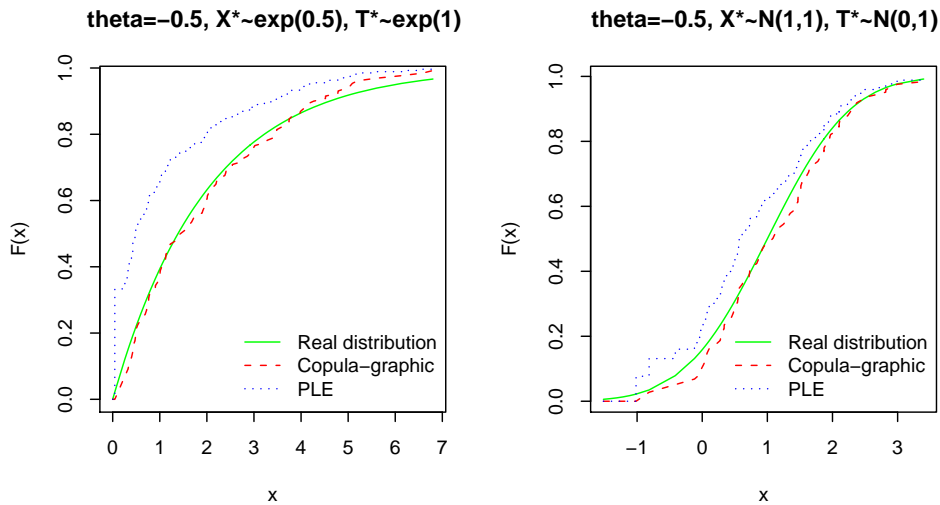 theta=−0.5, X*~exp(0.5), T*~exp(1)
F(x)
1.0
0.8
0.6
0.4
0.2
0.0
Real distribution
Copula−graphic
PLE
0 1 2 3 4 5 6 7
x
theta=−0.5, X*~N(1,1), T*~N(0,1)
F(x)
1.0
0.8
0.6
0.4
0.2
0.0
Real distribution
Copula−graphic
PLE
−1 0 1 2 3
x